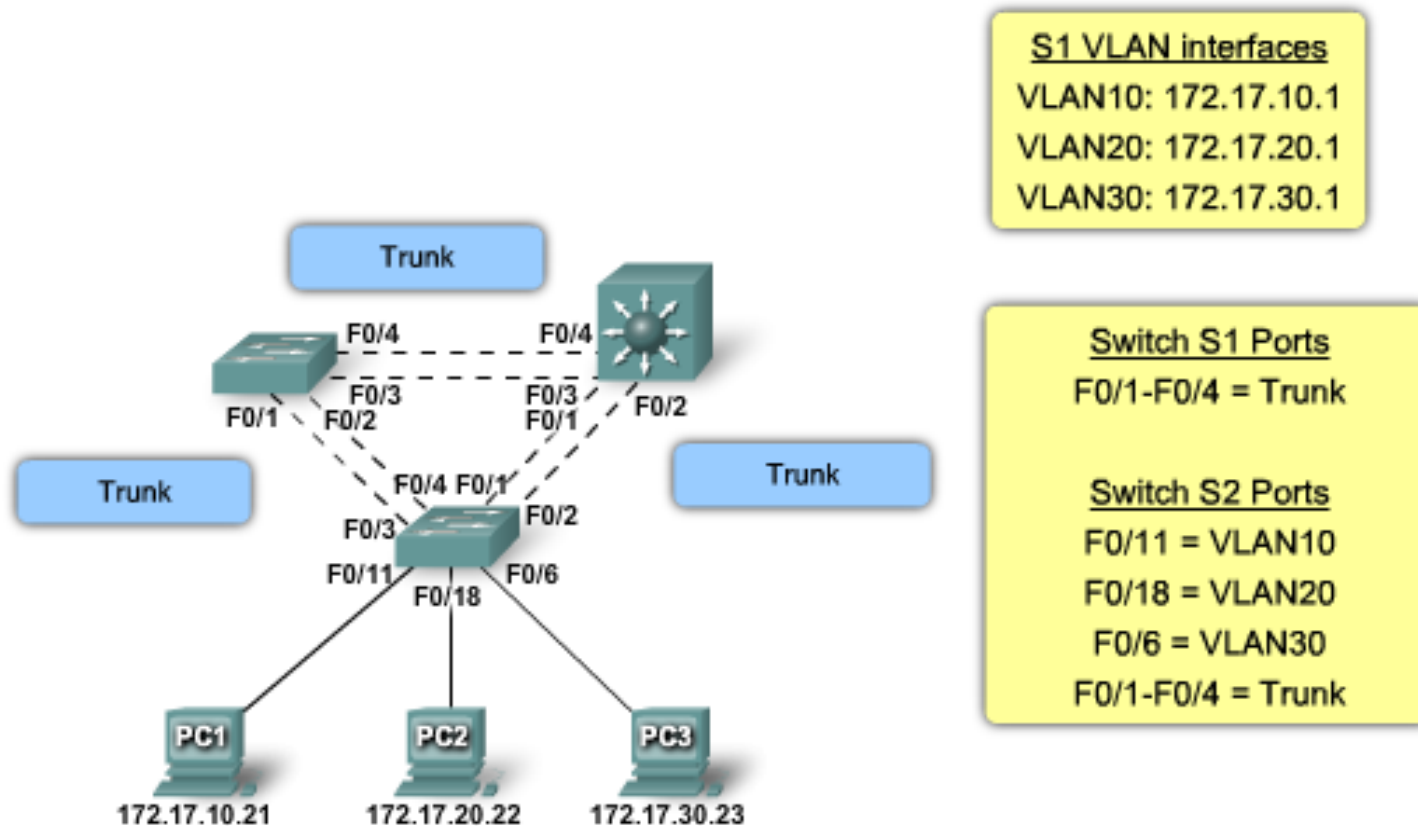 S1 VLAN interfaces
VLAN10: 172.17.10.1
VLAN20: 172.17.20.1
VLAN30: 172.17.30.1
Trunk
F0/4
F0/4
F0/3
F0/3
F0/1
F0/2
F0/1
F0/2
Trunk
Trunk
F0/4
F0/1
F0/3
F0/2
F0/11
F0/18
F0/6
PC1
PC2
PC3
172.17.10.21
172.17.20.22
172.17.30.23
Switch S1 Ports
F0/1-F0/4 = Trunk
Switch S2 Ports
F0/11 = VLAN10
F0/18 = VLAN20
F0/6 = VLAN30
F0/1-F0/4 = Trunk